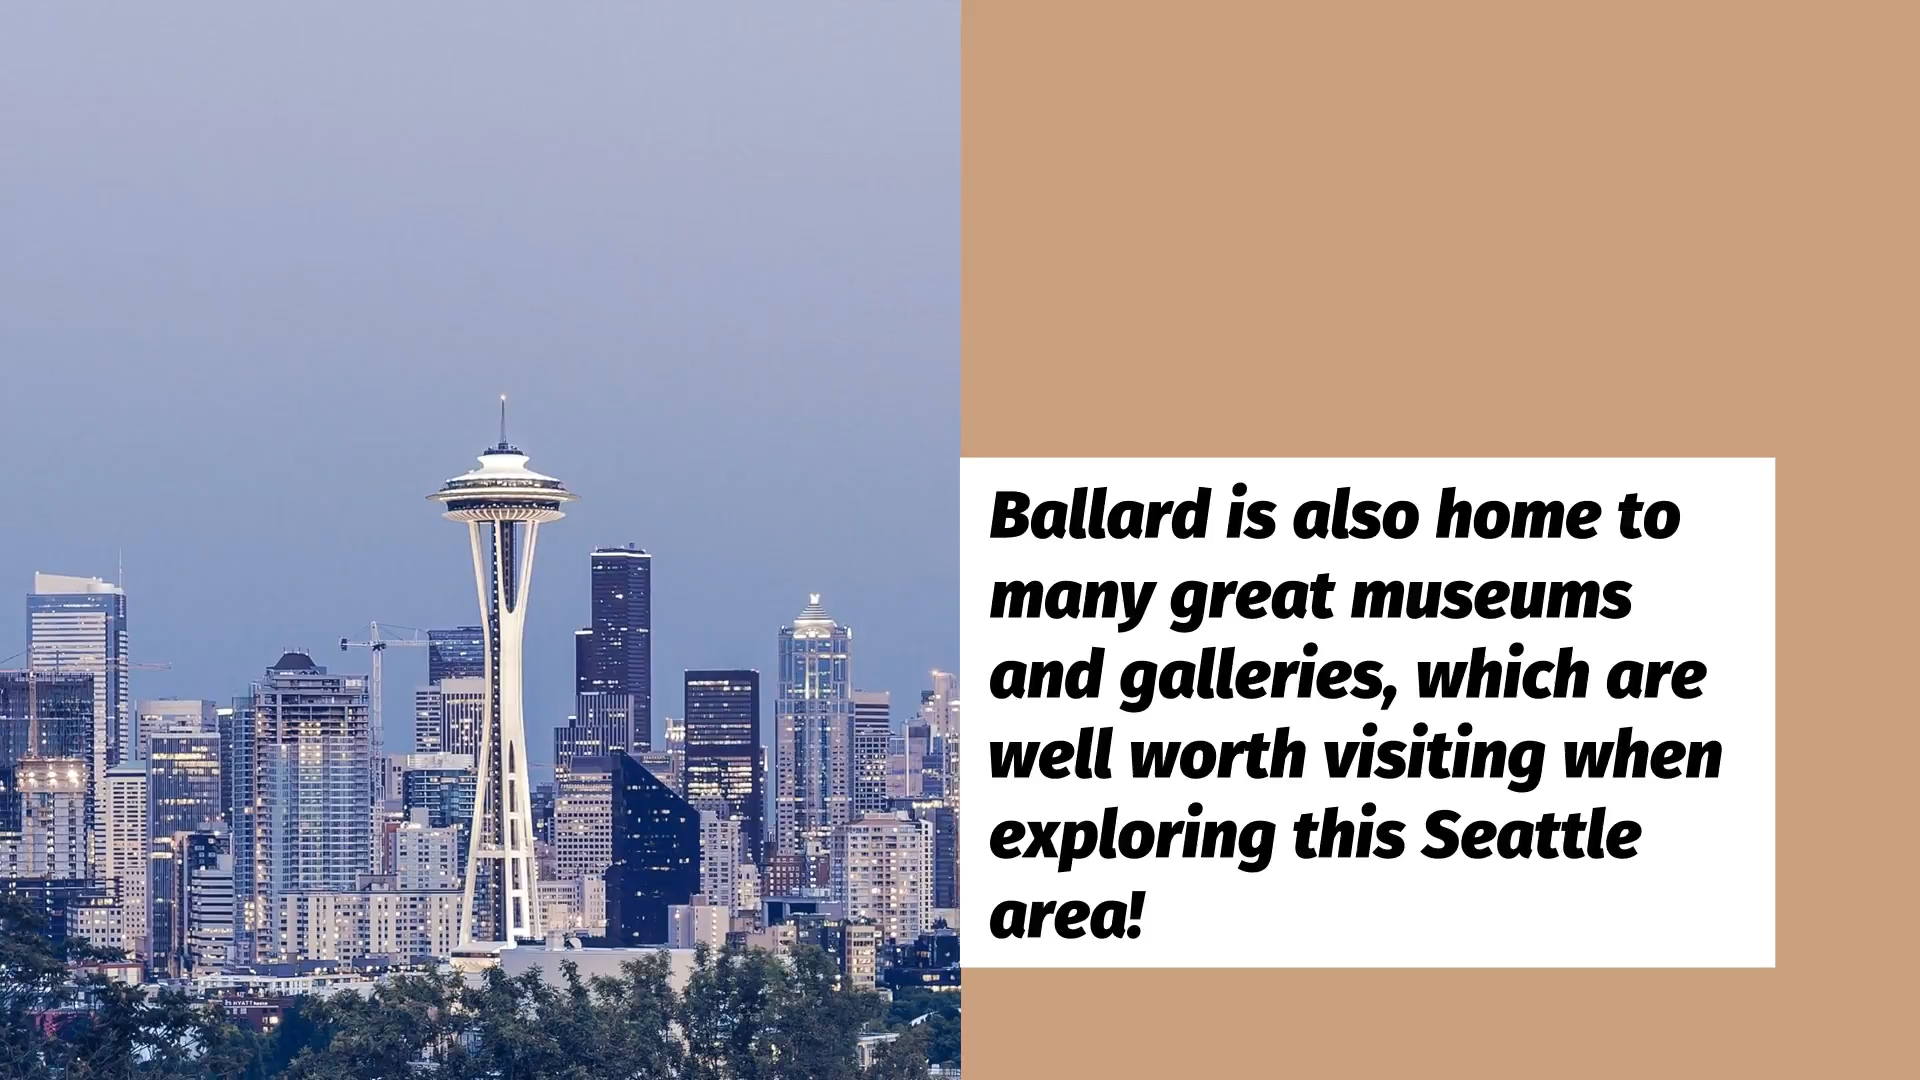 Ballard is also home to
many great museums
and galleries, which are
well worth visiting when
exploring this Seattle
area!
HYATT